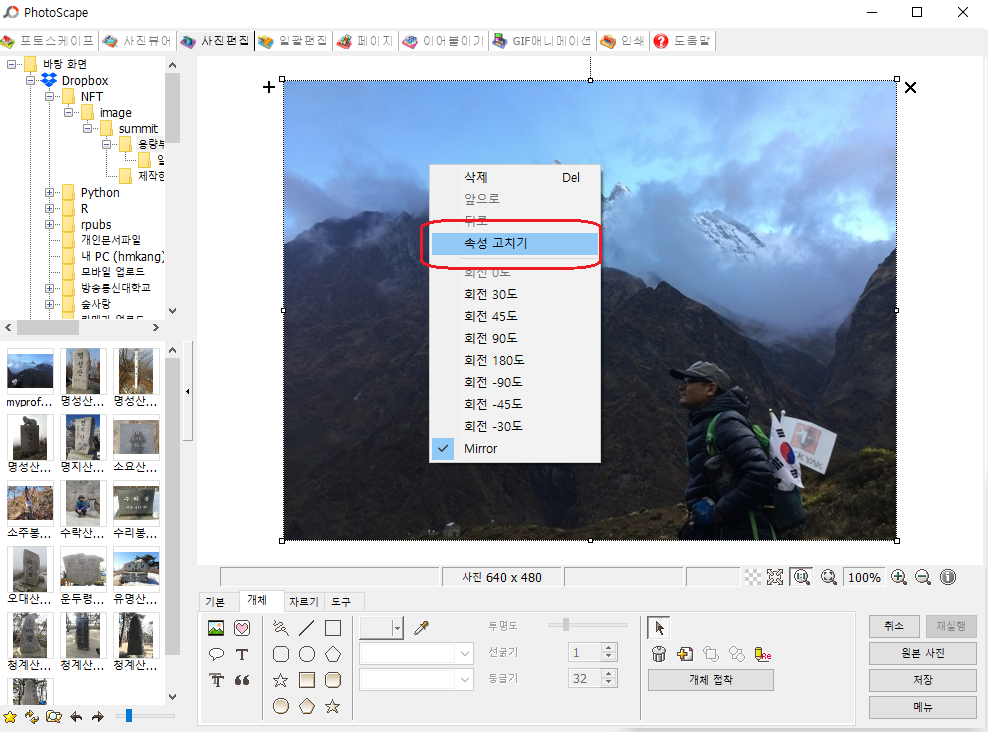 PhotoScape
포토스케이프 사진뷰어 사진편집 일괄편집 페이지 이어붙이기 GIF애니메이션 인쇄 도움말
바탕 화면
Dropbox
NFT
image
summit
용량부
일
제작한
Python
R
rpubs
개인문서파일
내 PC (hmkang)
모바일 업로드
방송통신대학교
숲사랑
삭제 Del
앞으로
뒤로
속성 고치기
회전 0도
회전 30도
회전 45도
회전 90도
회전 180도
회전 -90도
회전 -45도
회전 -30도
Mirror
YAK
myprof... 명성산... 명성산...
명성산... 명지산... 소요산...
소주봉... 수락산... 수리봉...
오대산... 운두령... 유명산...
청계산... 청계산... 청계산...
사진 640 x 480
100%
기본 개체 자르기 도구
투명도
선굵기 1
둥글기 32
Re
개체 접착
취소 재실행
원본 사진
저장
메뉴